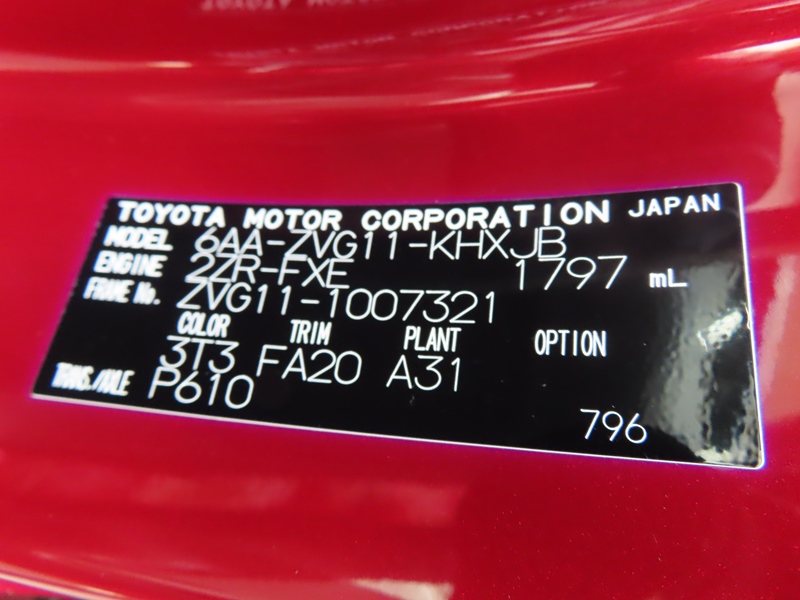 TOYOTA MOTOR CORPORATION JAPAN
MODEL 6AA-ZVG11-KHXJB
ENGINE 2ZR-FXE 1797 mL
FRAME No. ZVG11-1007321
COLOR TRIM PLANT OPTION
3T3 FA20 A31
TRANS./AXLE P610
796